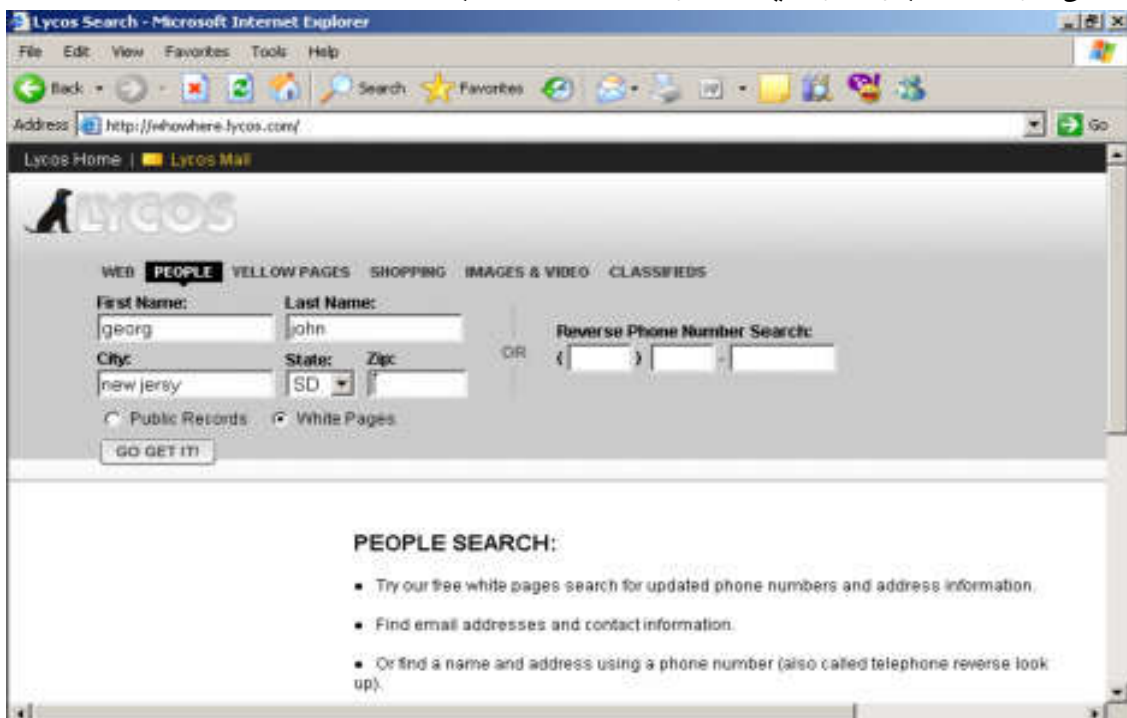 Lycos Search - Microsoft Internet Explorer
File Edit View Favorites Tools Help
Back Search Favorites
Address http://whowhere.lycos.com/ Go
Lycos Home | Lycos Mail
LYCOS
WEB PEOPLE YELLOW PAGES SHOPPING IMAGES & VIDEO CLASSIFIEDS
First Name: Last Name:
georg john
Reverse Phone Number Search:
OR ( ) -
City: State: Zip:
new jersy SD
Public Records White Pages
GO GET IT!
PEOPLE SEARCH:
• Try our free white pages search for updated phone numbers and address information.
• Find email addresses and contact information.
• Or find a name and address using a phone number (also called telephone reverse look
up).